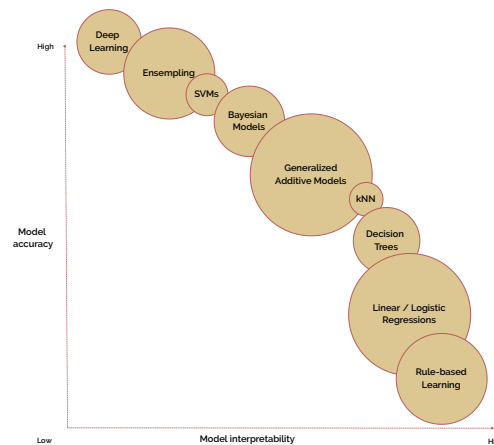 Deep
Learning
High
Ensempling
SVMs
Bayesian
Models
Generalized
Additive Models
kNN
Model
accuracy
Decision
Trees
Linear / Logistic
Regressions
Rule-based
Learning
Low
Model interpretability
H